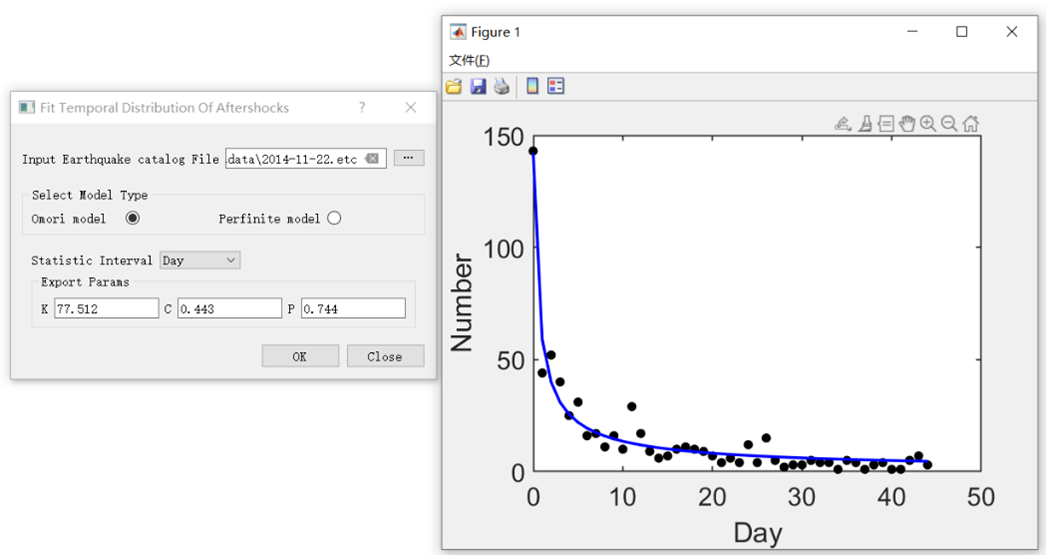 Fit Temporal Distribution Of Aftershocks
Input Earthquake catalog File .data\2014-11-22.etc ...
Select Model Type
Omori model Perfinite model
Statistic Interval Day
Export Params
K 77.512 C 0.443 P 0.744
OK Close
Figure 1
文件(F)
150
100
50
0
Number
0 10 20 30 40 50
Day